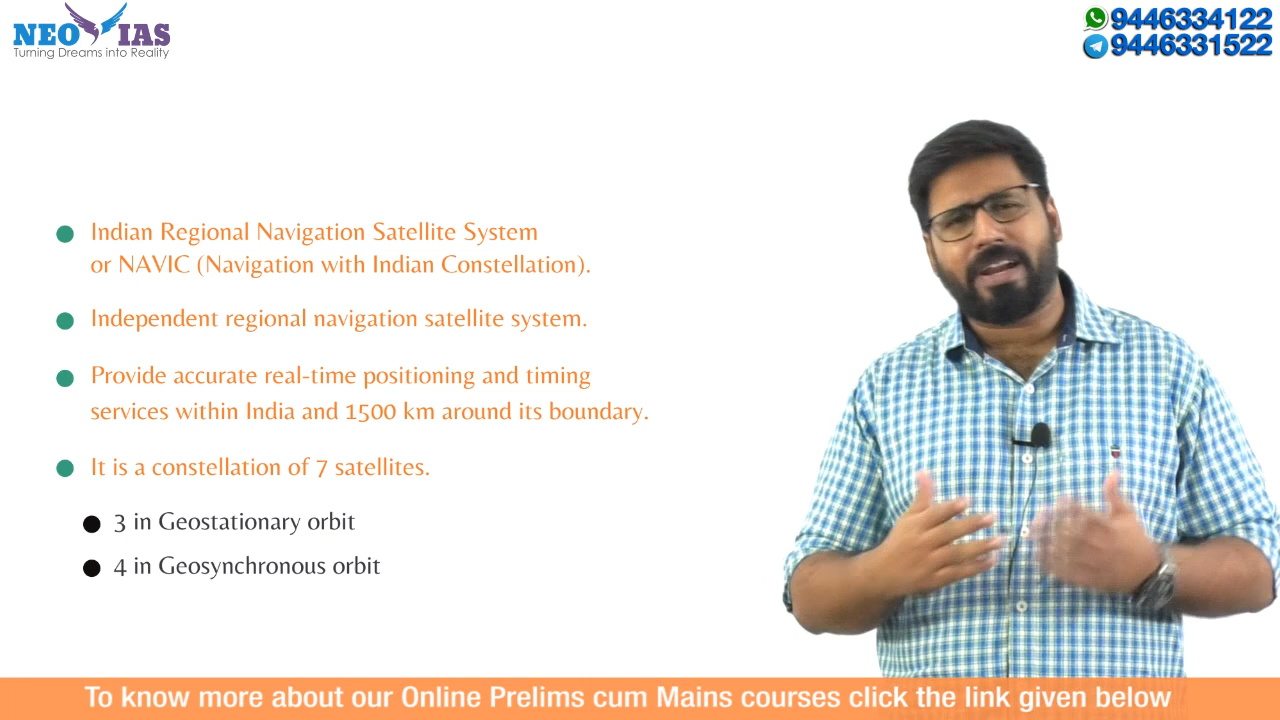 NEO IAS
Turning Dreams into Reality
9446334122
9446331522
Indian Regional Navigation Satellite System
or NAVIC (Navigation with Indian Constellation).
Independent regional navigation satellite system.
Provide accurate real-time positioning and timing
services within India and 1500 km around its boundary.
It is a constellation of 7 satellites.
3 in Geostationary orbit
4 in Geosynchronous orbit
To know more about our Online Prelims cum Mains courses click the link given below